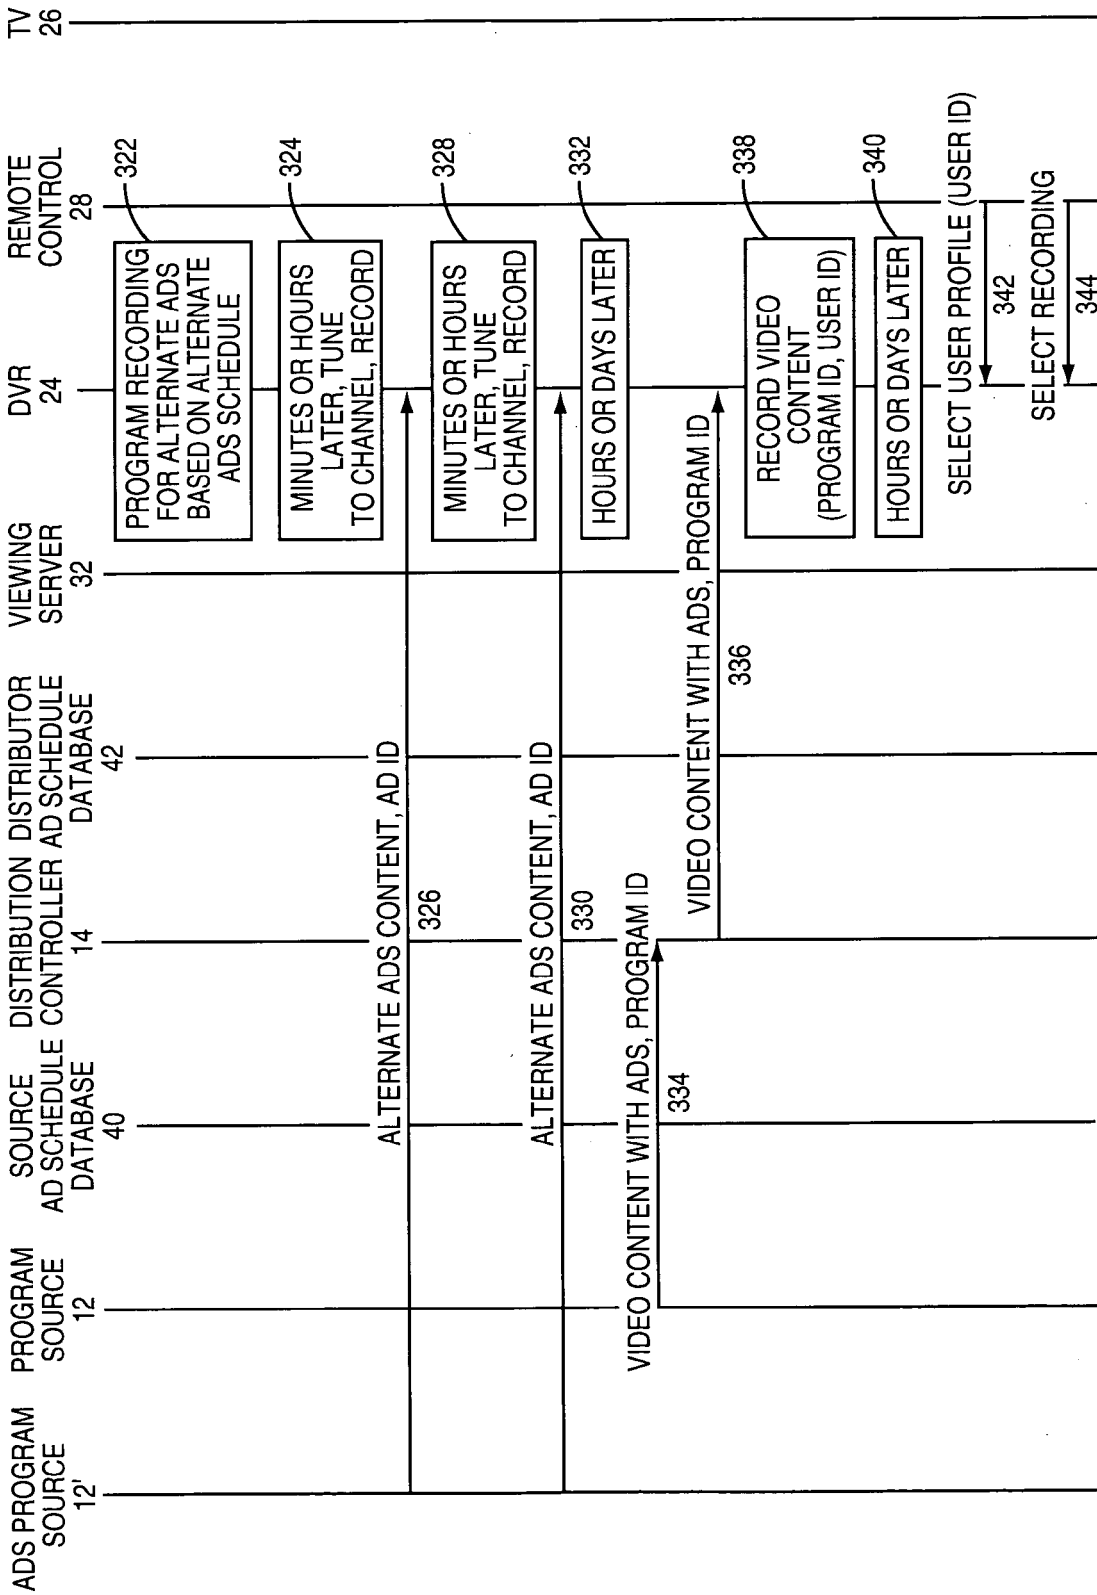 ADS PROGRAM
SOURCE
12'
PROGRAM
SOURCE
12
SOURCE
AD SCHEDULE
DATABASE
40
DISTRIBUTION
CONTROLLER
14
DISTRIBUTOR
AD SCHEDULE
DATABASE
42
VIEWING
SERVER
32
DVR
24
REMOTE
CONTROL
28
TV
26
PROGRAM RECORDING
FOR ALTERNATE ADS
BASED ON ALTERNATE
ADS SCHEDULE
322
MINUTES OR HOURS
LATER, TUNE
TO CHANNEL, RECORD
324
ALTERNATE ADS CONTENT, AD ID
326
MINUTES OR HOURS
LATER, TUNE
TO CHANNEL, RECORD
328
ALTERNATE ADS CONTENT, AD ID
330
HOURS OR DAYS LATER
332
VIDEO CONTENT WITH ADS, PROGRAM ID
334
VIDEO CONTENT WITH ADS, PROGRAM ID
336
RECORD VIDEO
CONTENT
(PROGRAM ID, USER ID)
338
HOURS OR DAYS LATER
340
SELECT USER PROFILE (USER ID)
342
SELECT RECORDING
344